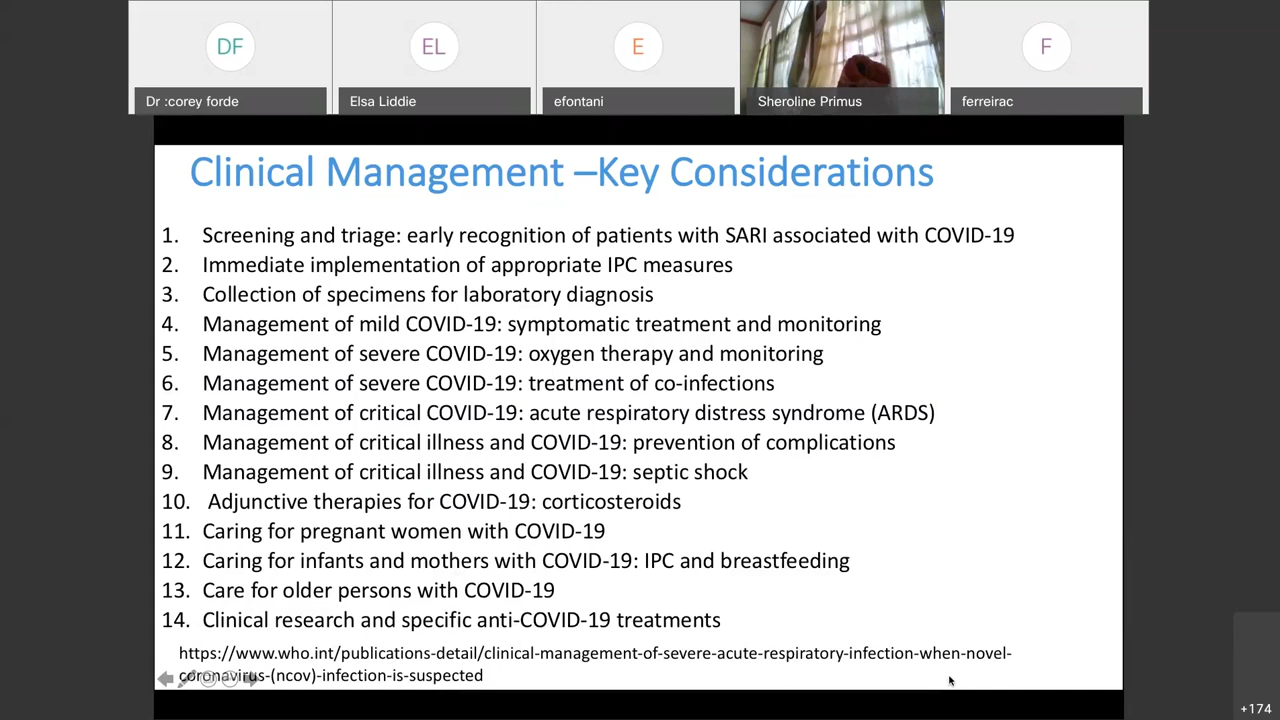 DF
EL
E
F
Dr :corey forde
Elsa Liddie
efontani
Sheroline Primus
ferreirac
Clinical Management –Key Considerations
1. Screening and triage: early recognition of patients with SARI associated with COVID-19
2. Immediate implementation of appropriate IPC measures
3. Collection of specimens for laboratory diagnosis
4. Management of mild COVID-19: symptomatic treatment and monitoring
5. Management of severe COVID-19: oxygen therapy and monitoring
6. Management of severe COVID-19: treatment of co-infections
7. Management of critical COVID-19: acute respiratory distress syndrome (ARDS)
8. Management of critical illness and COVID-19: prevention of complications
9. Management of critical illness and COVID-19: septic shock
10. Adjunctive therapies for COVID-19: corticosteroids
11. Caring for pregnant women with COVID-19
12. Caring for infants and mothers with COVID-19: IPC and breastfeeding
13. Care for older persons with COVID-19
14. Clinical research and specific anti-COVID-19 treatments
https://www.who.int/publications-detail/clinical-management-of-severe-acute-respiratory-infection-when-novel-
coronavirus-(ncov)-infection-is-suspected
+174